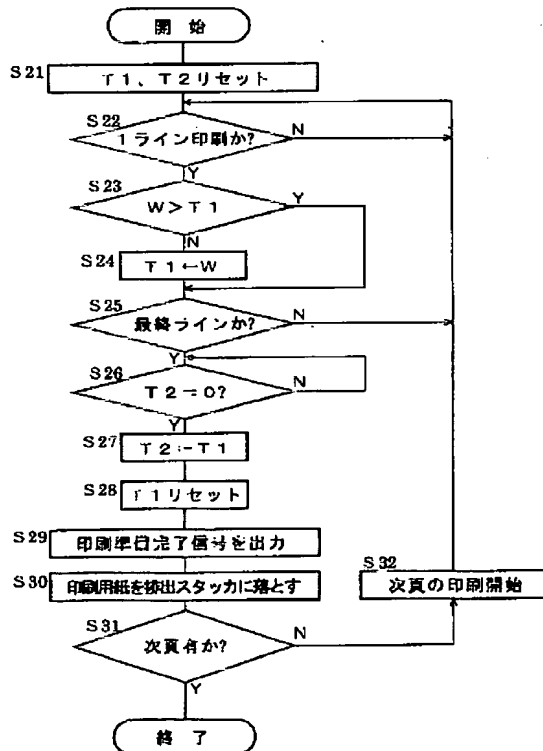 開始
S21
T1、T2リセット
S22
1ライン印刷か?
N
Y
S23
W>T1
Y
N
S24
T1←W
S25
最終ラインか?
N
Y
S26
T2=0?
N
Y
S27
T2←T1
S28
T1リセット
S29
印刷準備完了信号を出力
S30
印刷用紙を排出スタッカに落とす
S31
次頁有か?
N
Y
S32
次頁の印刷開始
終了